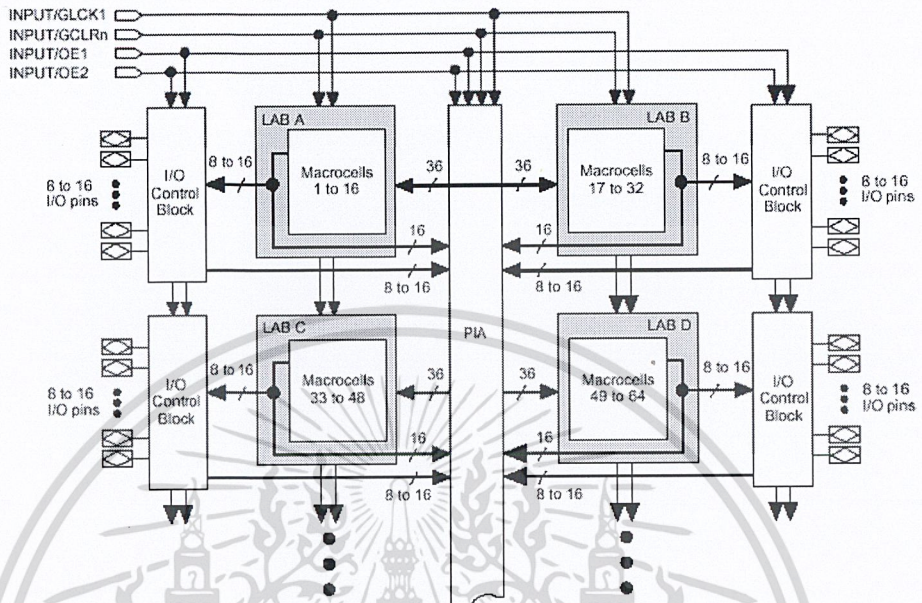 INPUT/GLCK1
INPUT/GCLRn
INPUT/OE1
INPUT/OE2
LAB A
LAB B
8 to 16
I/O pins
I/O
Control
Block
8 to 16
Macrocells
1 to 16
36
36
Macrocells
17 to 32
8 to 16
I/O
Control
Block
8 to 16
I/O pins
16
16
8 to 16
8 to 16
PIA
LAB C
LAB D
8 to 16
I/O pins
I/O
Control
Block
8 to 16
Macrocells
33 to 48
36
36
Macrocells
49 to 64
8 to 16
I/O
Control
Block
8 to 16
I/O pins
16
16
8 to 16
8 to 16